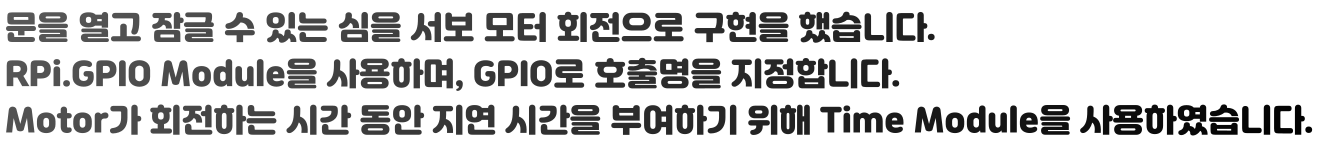 문을 열고 잠글 수 있는 심을 서보 모터 회전으로 구현을 했습니다.
RPi.GPIO Module을 사용하며, GPIO로 호출명을 지정합니다.
Motor가 회전하는 시간 동안 지연 시간을 부여하기 위해 Time Module을 사용하였습니다.